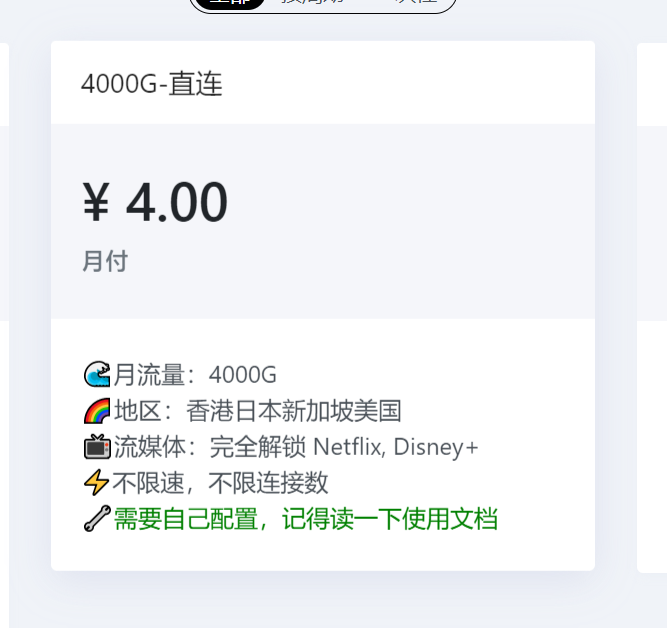 全部
4000G-直连
¥ 4.00
月付
月流量：4000G
地区：香港日本新加坡美国
流媒体：完全解锁 Netflix, Disney+
不限速，不限连接数
需要自己配置，记得读一下使用文档